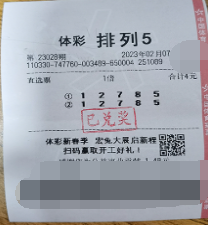 体彩 排列5
第 23028期 2023年02月07
110330-747760-003489-850004 251089
直选票 1倍 合计4元
① 1 2 7 8 5
② 1 2 7 8 5
已兑奖
体彩新春季 宏兔大展启新程
扫码赢取开工好礼!